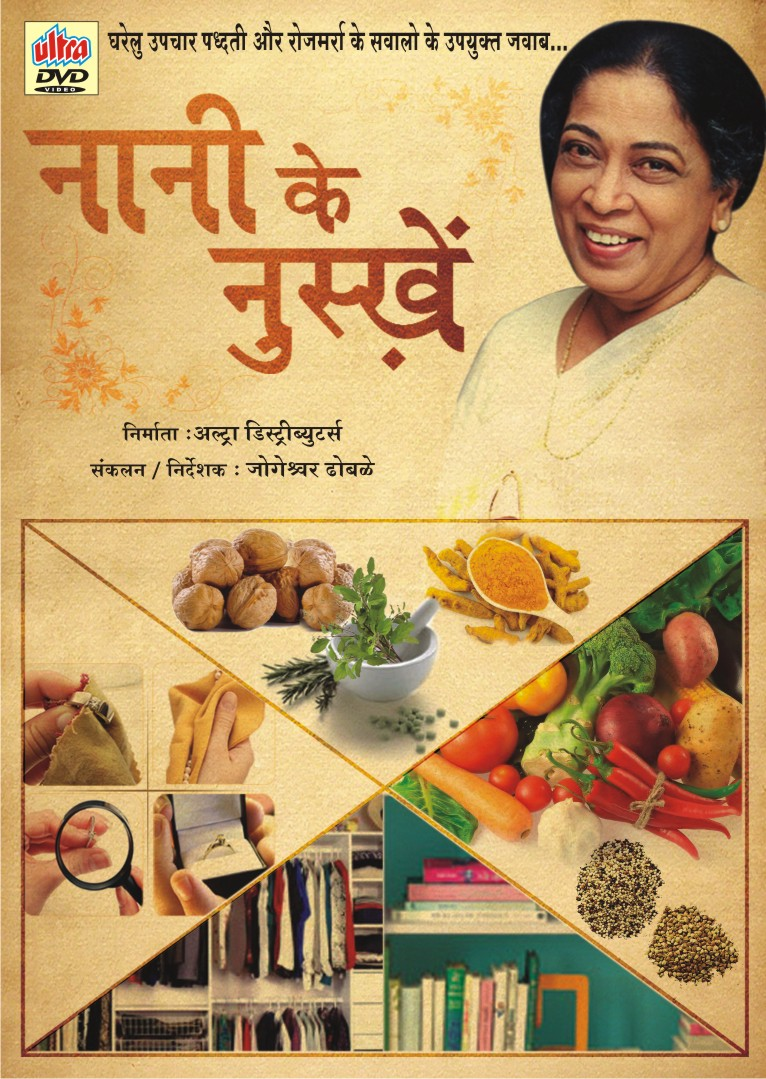 ultra
DVD
VIDEO
घरेलु उपचार पध्दती और रोजमर्रा के सवालो के उपयुक्त जवाब...
नानी के
नुस्ख़ें
निर्माता : अल्ट्रा डिस्ट्रीब्युटर्स
संकलन / निर्देशक : जोगेश्वर ढोबळे